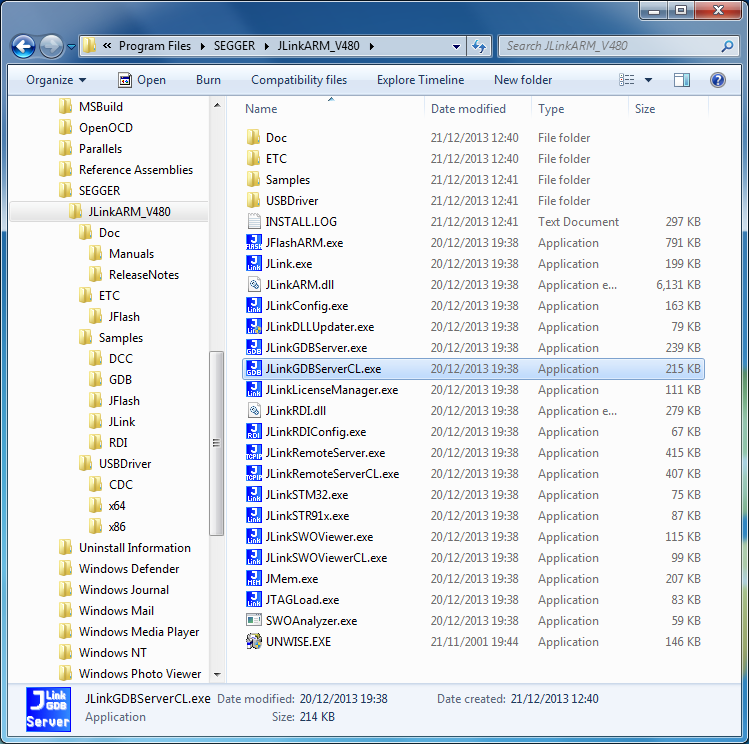 « Program Files ▸ SEGGER ▸ JLinkARM_V480 ▸
Search JLinkARM_V480
Organize Open Burn Compatibility files Explore Timeline New folder
MSBuild
OpenOCD
Parallels
Reference Assemblies
SEGGER
JLinkARM_V480
Doc
Manuals
ReleaseNotes
ETC
JFlash
Samples
DCC
GDB
JFlash
JLink
RDI
USBDriver
CDC
x64
x86
Uninstall Information
Windows Defender
Windows Journal
Windows Mail
Windows Media Player
Windows NT
Windows Photo Viewer
Name Date modified Type Size
Doc 21/12/2013 12:40 File folder
ETC 21/12/2013 12:40 File folder
Samples 21/12/2013 12:41 File folder
USBDriver 21/12/2013 12:41 File folder
INSTALL.LOG 21/12/2013 12:41 Text Document 297 KB
JFlashARM.exe 20/12/2013 19:38 Application 791 KB
JLink.exe 20/12/2013 19:38 Application 199 KB
JLinkARM.dll 20/12/2013 19:38 Application e... 6,131 KB
JLinkConfig.exe 20/12/2013 19:38 Application 163 KB
JLinkDLLUpdater.exe 20/12/2013 19:38 Application 79 KB
JLinkGDBServer.exe 20/12/2013 19:38 Application 239 KB
JLinkGDBServerCL.exe 20/12/2013 19:38 Application 215 KB
JLinkLicenseManager.exe 20/12/2013 19:38 Application 111 KB
JLinkRDI.dll 20/12/2013 19:38 Application e... 279 KB
JLinkRDIConfig.exe 20/12/2013 19:38 Application 67 KB
JLinkRemoteServer.exe 20/12/2013 19:38 Application 415 KB
JLinkRemoteServerCL.exe 20/12/2013 19:38 Application 407 KB
JLinkSTM32.exe 20/12/2013 19:38 Application 75 KB
JLinkSTR91x.exe 20/12/2013 19:38 Application 87 KB
JLinkSWOViewer.exe 20/12/2013 19:38 Application 115 KB
JLinkSWOViewerCL.exe 20/12/2013 19:38 Application 99 KB
JMem.exe 20/12/2013 19:38 Application 207 KB
JTAGLoad.exe 20/12/2013 19:38 Application 83 KB
SWOAnalyzer.exe 20/12/2013 19:38 Application 59 KB
UNWISE.EXE 21/11/2001 19:44 Application 146 KB
J Link GDB Server
JLinkGDBServerCL.exe Date modified: 20/12/2013 19:38 Date created: 21/12/2013 12:40
Application Size: 214 KB